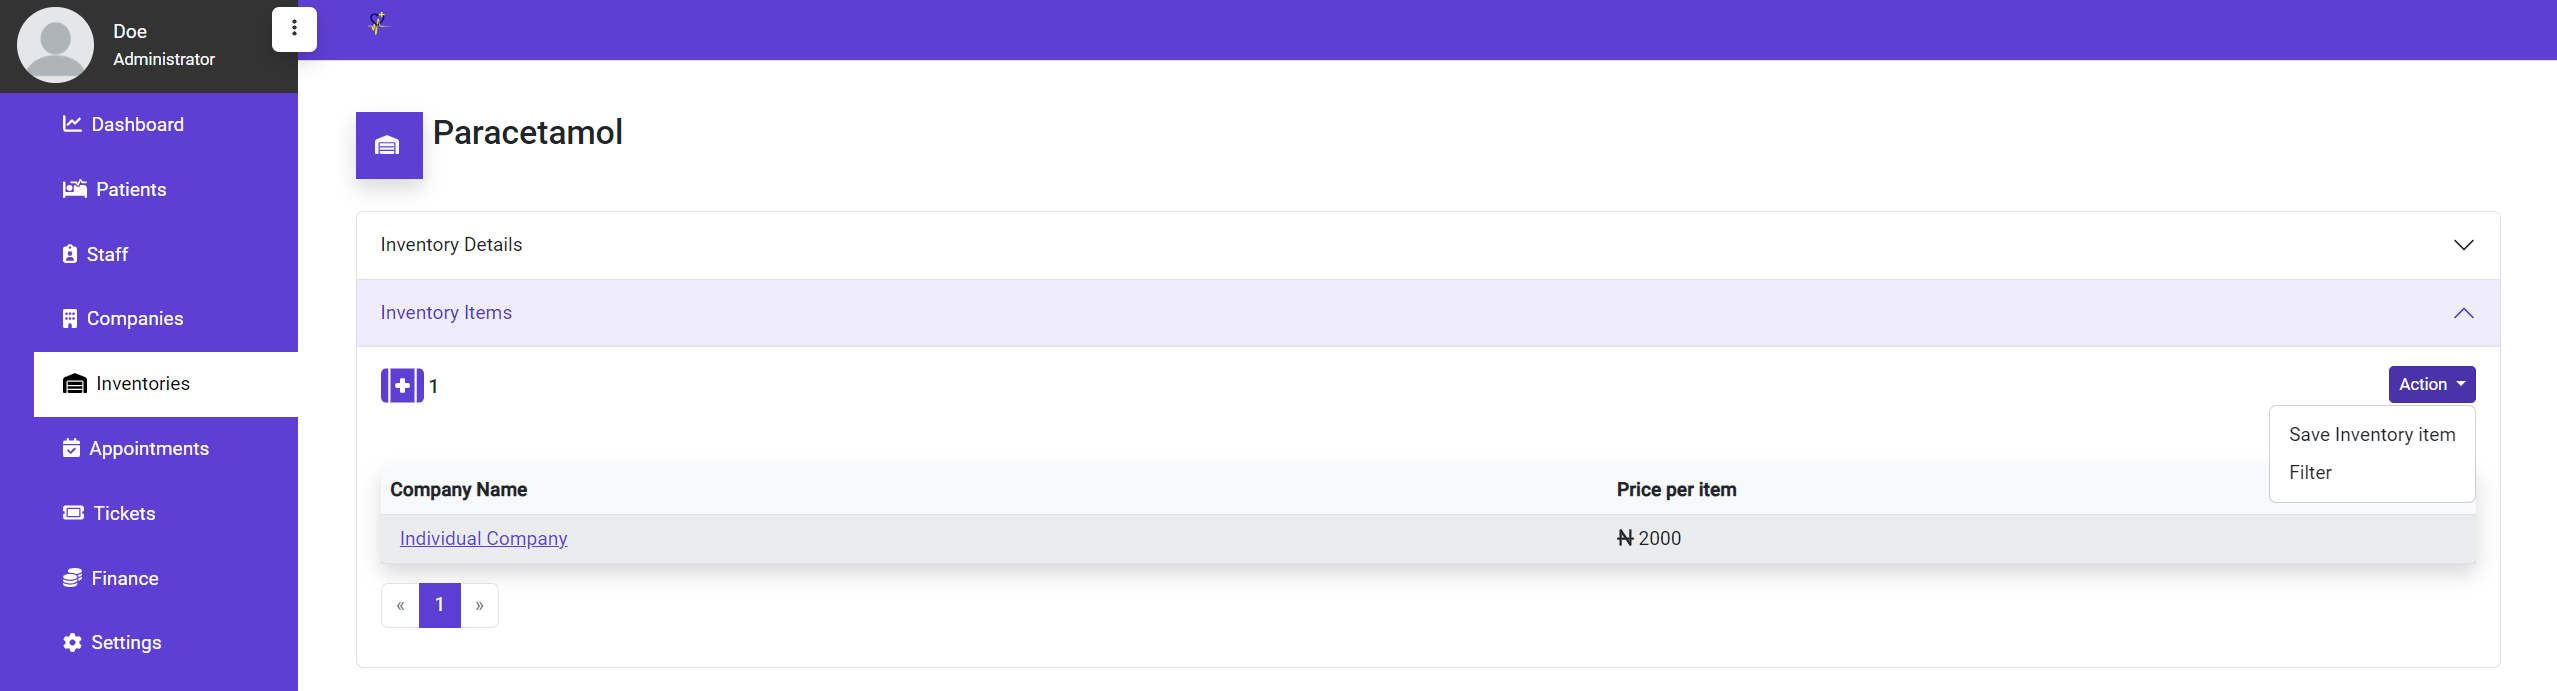 Doe
Administrator
Dashboard
Patients
Staff
Companies
Inventories
Appointments
Tickets
Finance
Settings
Paracetamol
Inventory Details
Inventory Items
1
Action
Save Inventory item
Filter
Company Name Price per item
Individual Company ₦ 2000
« 1 »